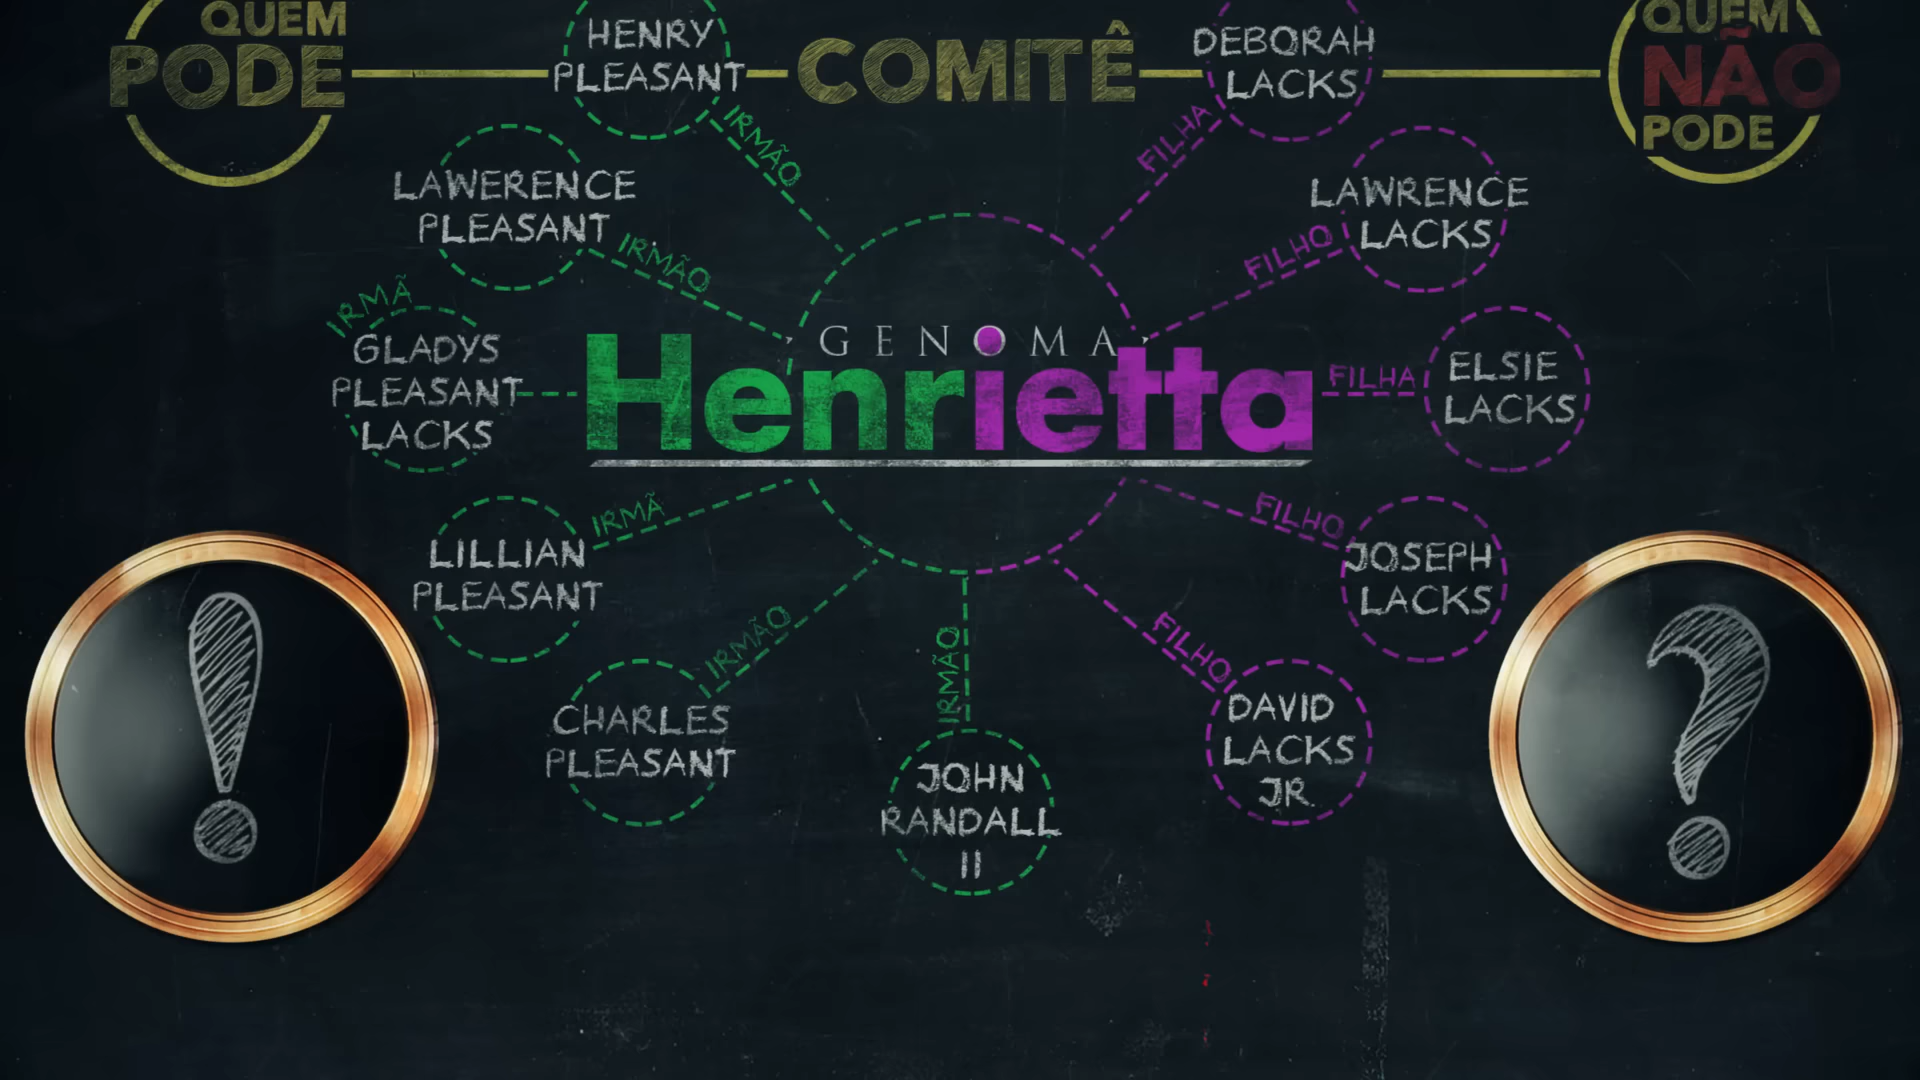 QUEM
PODE
HENRY
PLEASANT
COMITÊ
DEBORAH
LACKS
QUEM
NÃO
PODE
IRMÃO
FILHA
LAWERENCE
PLEASANT
IRMÃO
FILHO
LAWRENCE
LACKS
IRMÃ
GLADYS
PLEASANT
LACKS
GENOMA
Henrietta
FILHA
ELSIE
LACKS
IRMÃ
LILLIAN
PLEASANT
FILHO
JOSEPH
LACKS
IRMÃO
CHARLES
PLEASANT
IRMÃO
JOHN
RANDALL
II
FILHO
DAVID
LACKS
JR.
!
?